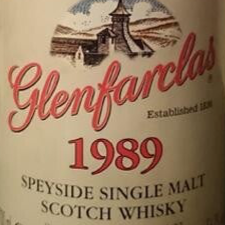 Glenfarclas
Established 1836
1989
SPEYSIDE SINGLE MALT
SCOTCH WHISKY